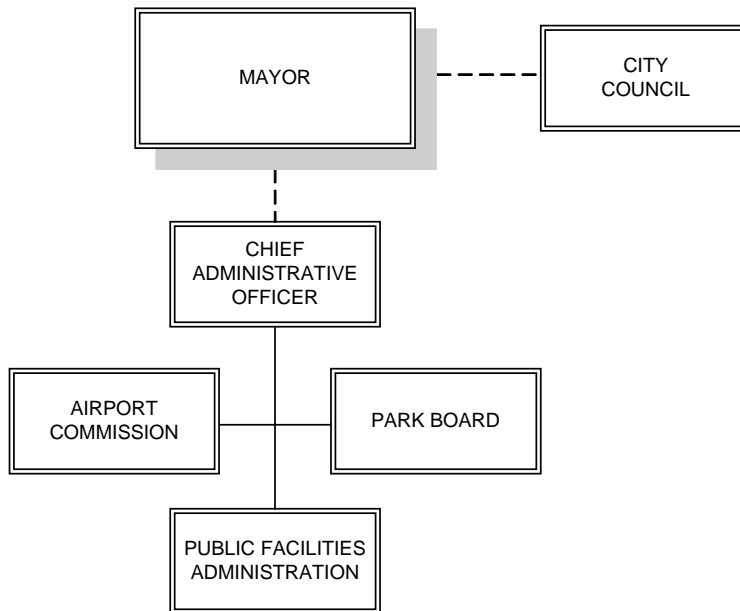 MAYOR
CITY
COUNCIL
CHIEF
ADMINISTRATIVE
OFFICER
AIRPORT
COMMISSION
PARK BOARD
PUBLIC FACILITIES
ADMINISTRATION